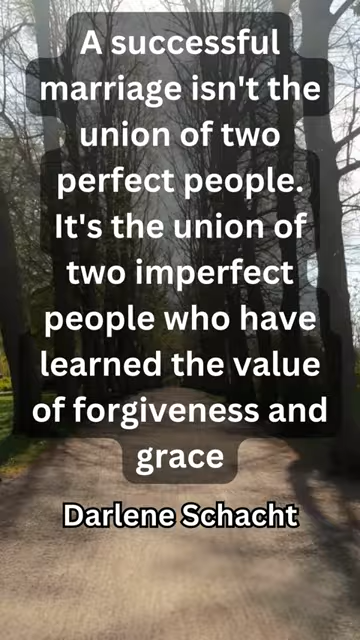 A successful
marriage isn't the
union of two
perfect people.
It's the union of
two imperfect
people who have
learned the value
of forgiveness and
grace
Darlene Schacht